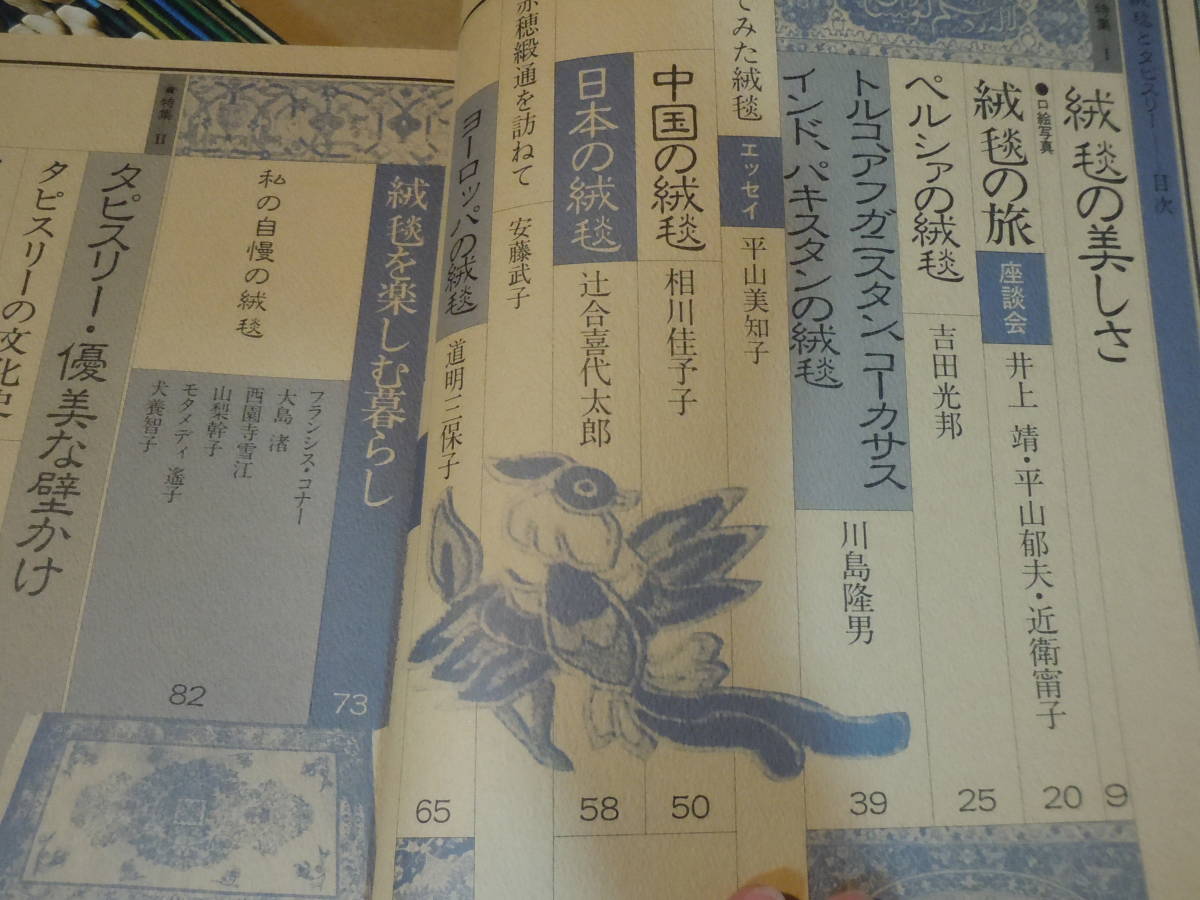 絨毯とタピスリー――目次
特集 I
絨毯の美しさ
9
●口絵写真
絨毯の旅
座談会
井上 靖・平山郁夫・近衛甯子
20
ペルシァの絨毯
吉田光邦
25
トルコ、アフガニスタン、コーカサス
インド、パキスタンの絨毯
川島隆男
39
てみた絨毯
エッセイ
平山美知子
中国の絨毯
相川佳予子
50
日本の絨毯
辻合喜代太郎
58
赤穂緞通を訪ねて
安藤武子
ヨーロッパの絨毯
道明三保子
65
★特集 II
絨毯を楽しむ暮らし
73
私の自慢の絨毯
フランシス・コナー
大島 渚
西園寺雪江
山梨幹子
モタメディ 遙子
犬養智子
82
タピスリー・優美な壁かけ
タピスリーの文化史